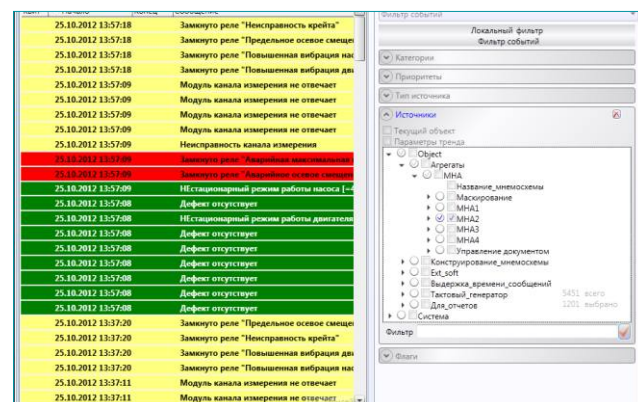 Начало Конец Сообщение
25.10.2012 13:57:18 Замкнуто реле "Неисправность крейта"
25.10.2012 13:57:18 Замкнуто реле "Предельное осевое смеще
25.10.2012 13:57:18 Замкнуто реле "Повышенная вибрация нас
25.10.2012 13:57:18 Замкнуто реле "Повышенная вибрация дви
25.10.2012 13:57:09 Модуль канала измерения не отвечает
25.10.2012 13:57:09 Модуль канала измерения не отвечает
25.10.2012 13:57:09 Модуль канала измерения не отвечает
25.10.2012 13:57:09 Неисправность канала измерения
25.10.2012 13:57:09 Замкнуто реле "Аварийное максимальное
25.10.2012 13:57:09 Замкнуто реле "Аварийное осевое смещен
25.10.2012 13:57:08 НЕстационарный режим работы насоса [~4
25.10.2012 13:57:08 Дефект отсутствует
25.10.2012 13:57:08 НЕстационарный режим работы двигателя
25.10.2012 13:57:08 Дефект отсутствует
25.10.2012 13:57:08 Дефект отсутствует
25.10.2012 13:57:08 Дефект отсутствует
25.10.2012 13:57:08 Дефект отсутствует
25.10.2012 13:57:08 Дефект отсутствует
25.10.2012 13:37:20 Замкнуто реле "Предельное осевое смеще
25.10.2012 13:37:20 Замкнуто реле "Неисправность крейта"
25.10.2012 13:37:20 Замкнуто реле "Повышенная вибрация дви
25.10.2012 13:37:20 Замкнуто реле "Повышенная вибрация нас
25.10.2012 13:37:11 Модуль канала измерения не отвечает
25.10.2012 13:37:11 Модуль канала измерения не отвечает
Фильтр событий
Локальный фильтр
Фильтр событий
Категории
Приоритеты
Тип источника
Источники
Текущий объект
Параметры тренда
Object
Агрегаты
МНА
Название_мнемосхемы
Маскирование
МНА1
МНА2
МНА3
МНА4
Управление документом
Конструирование_мнемосхемы
Ext_soft
Выдержка_времени_сообщений
Тактовый_генератор 5451 всего
Для_отчетов 1201 выбрано
Система
Фильтр
Флаги